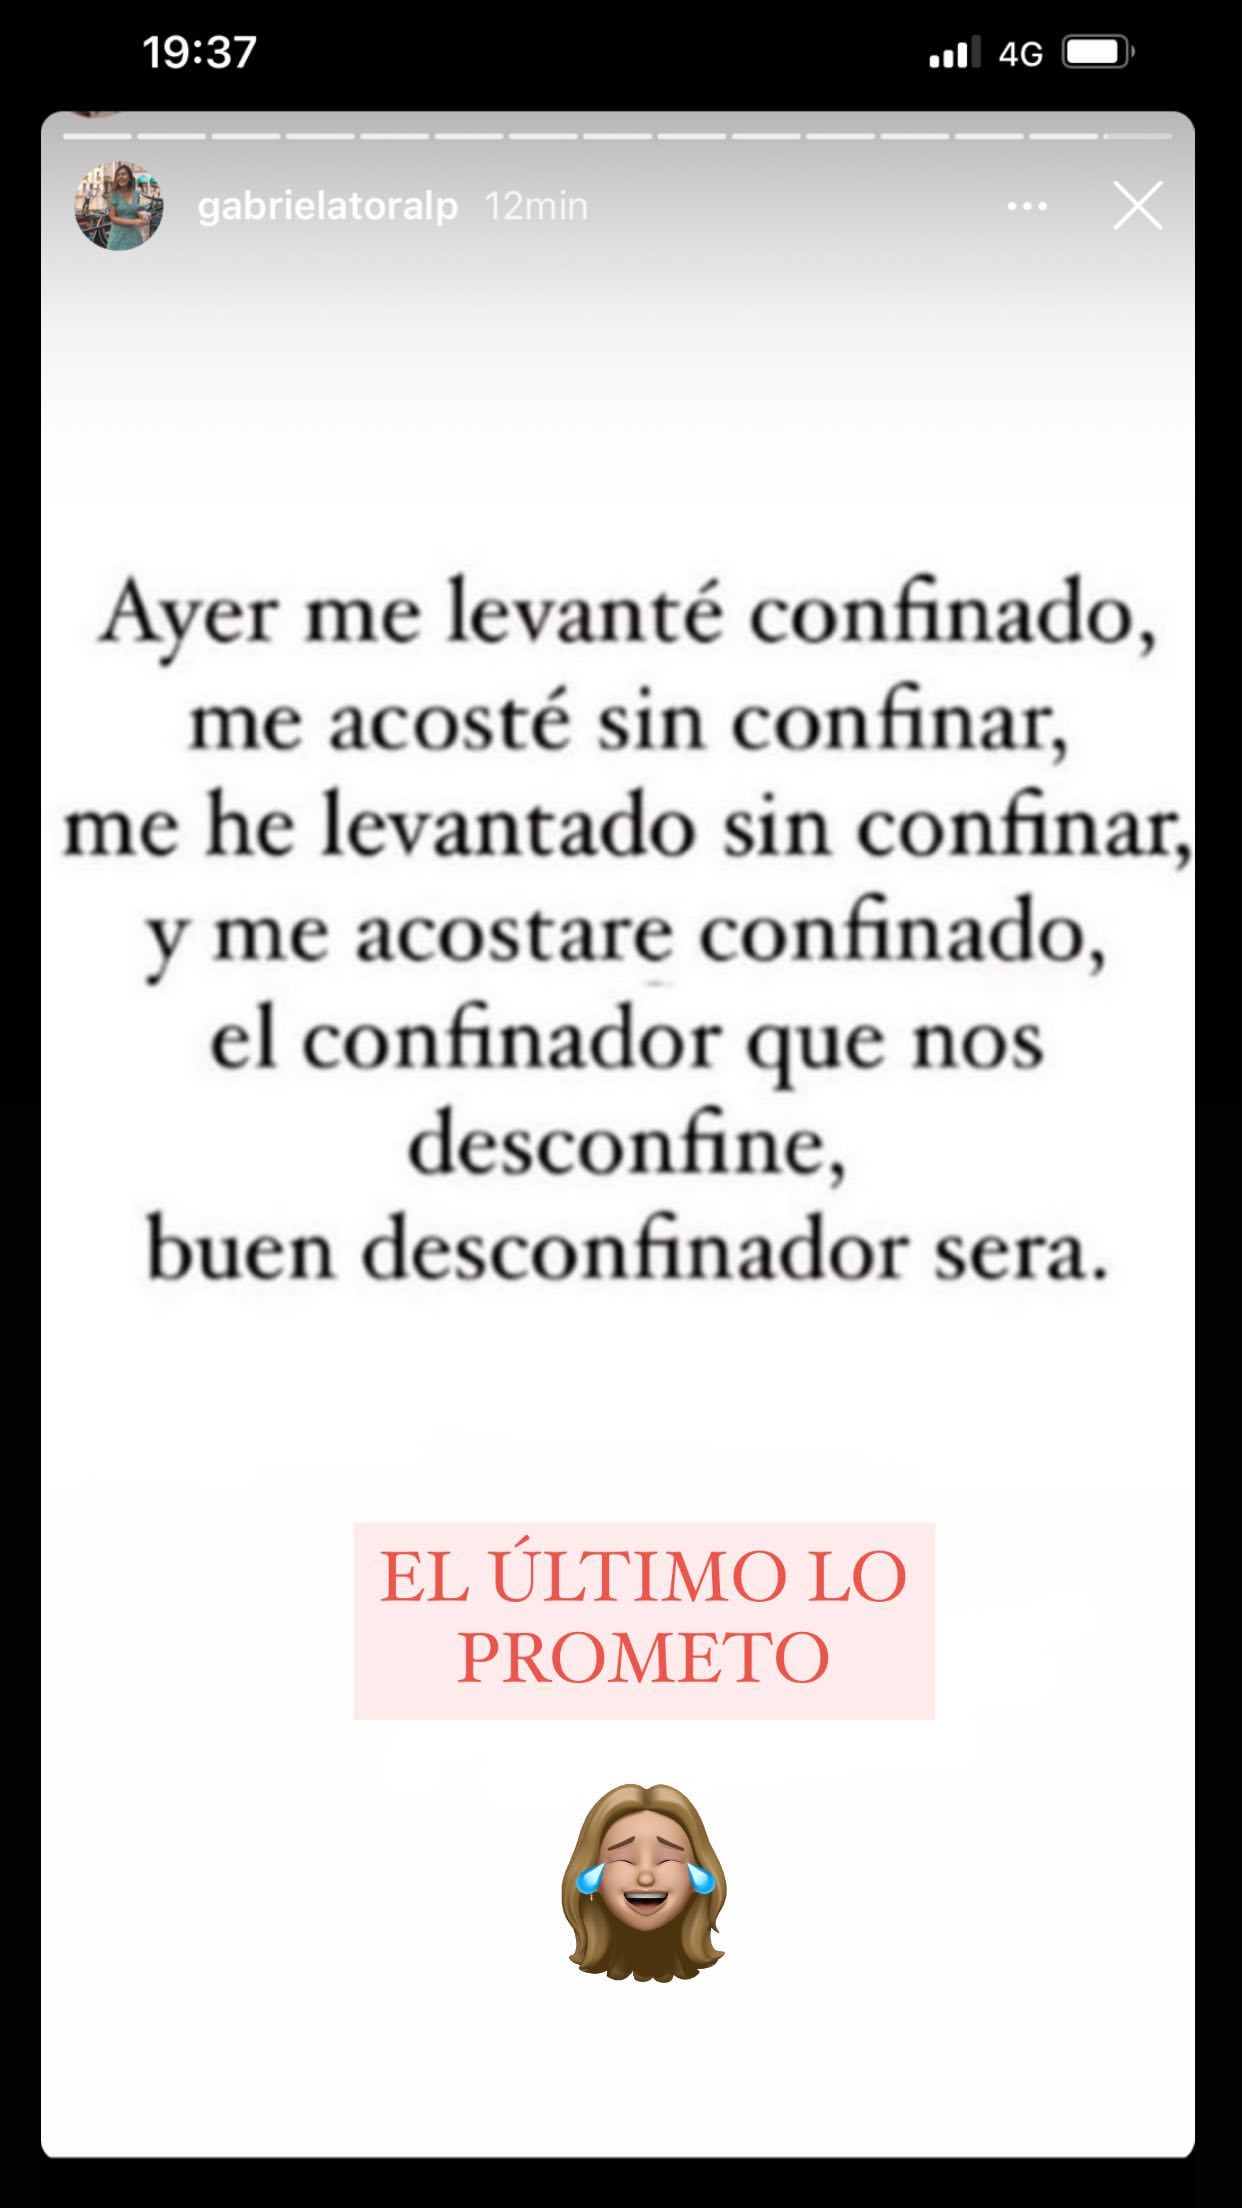 19:37
4G
gabrielatoralp 12min
Ayer me levanté confinado,
me acosté sin confinar,
me he levantado sin confinar,
y me acostare confinado,
el confinador que nos
desconfine,
buen desconfinador sera.
EL ÚLTIMO LO
PROMETO